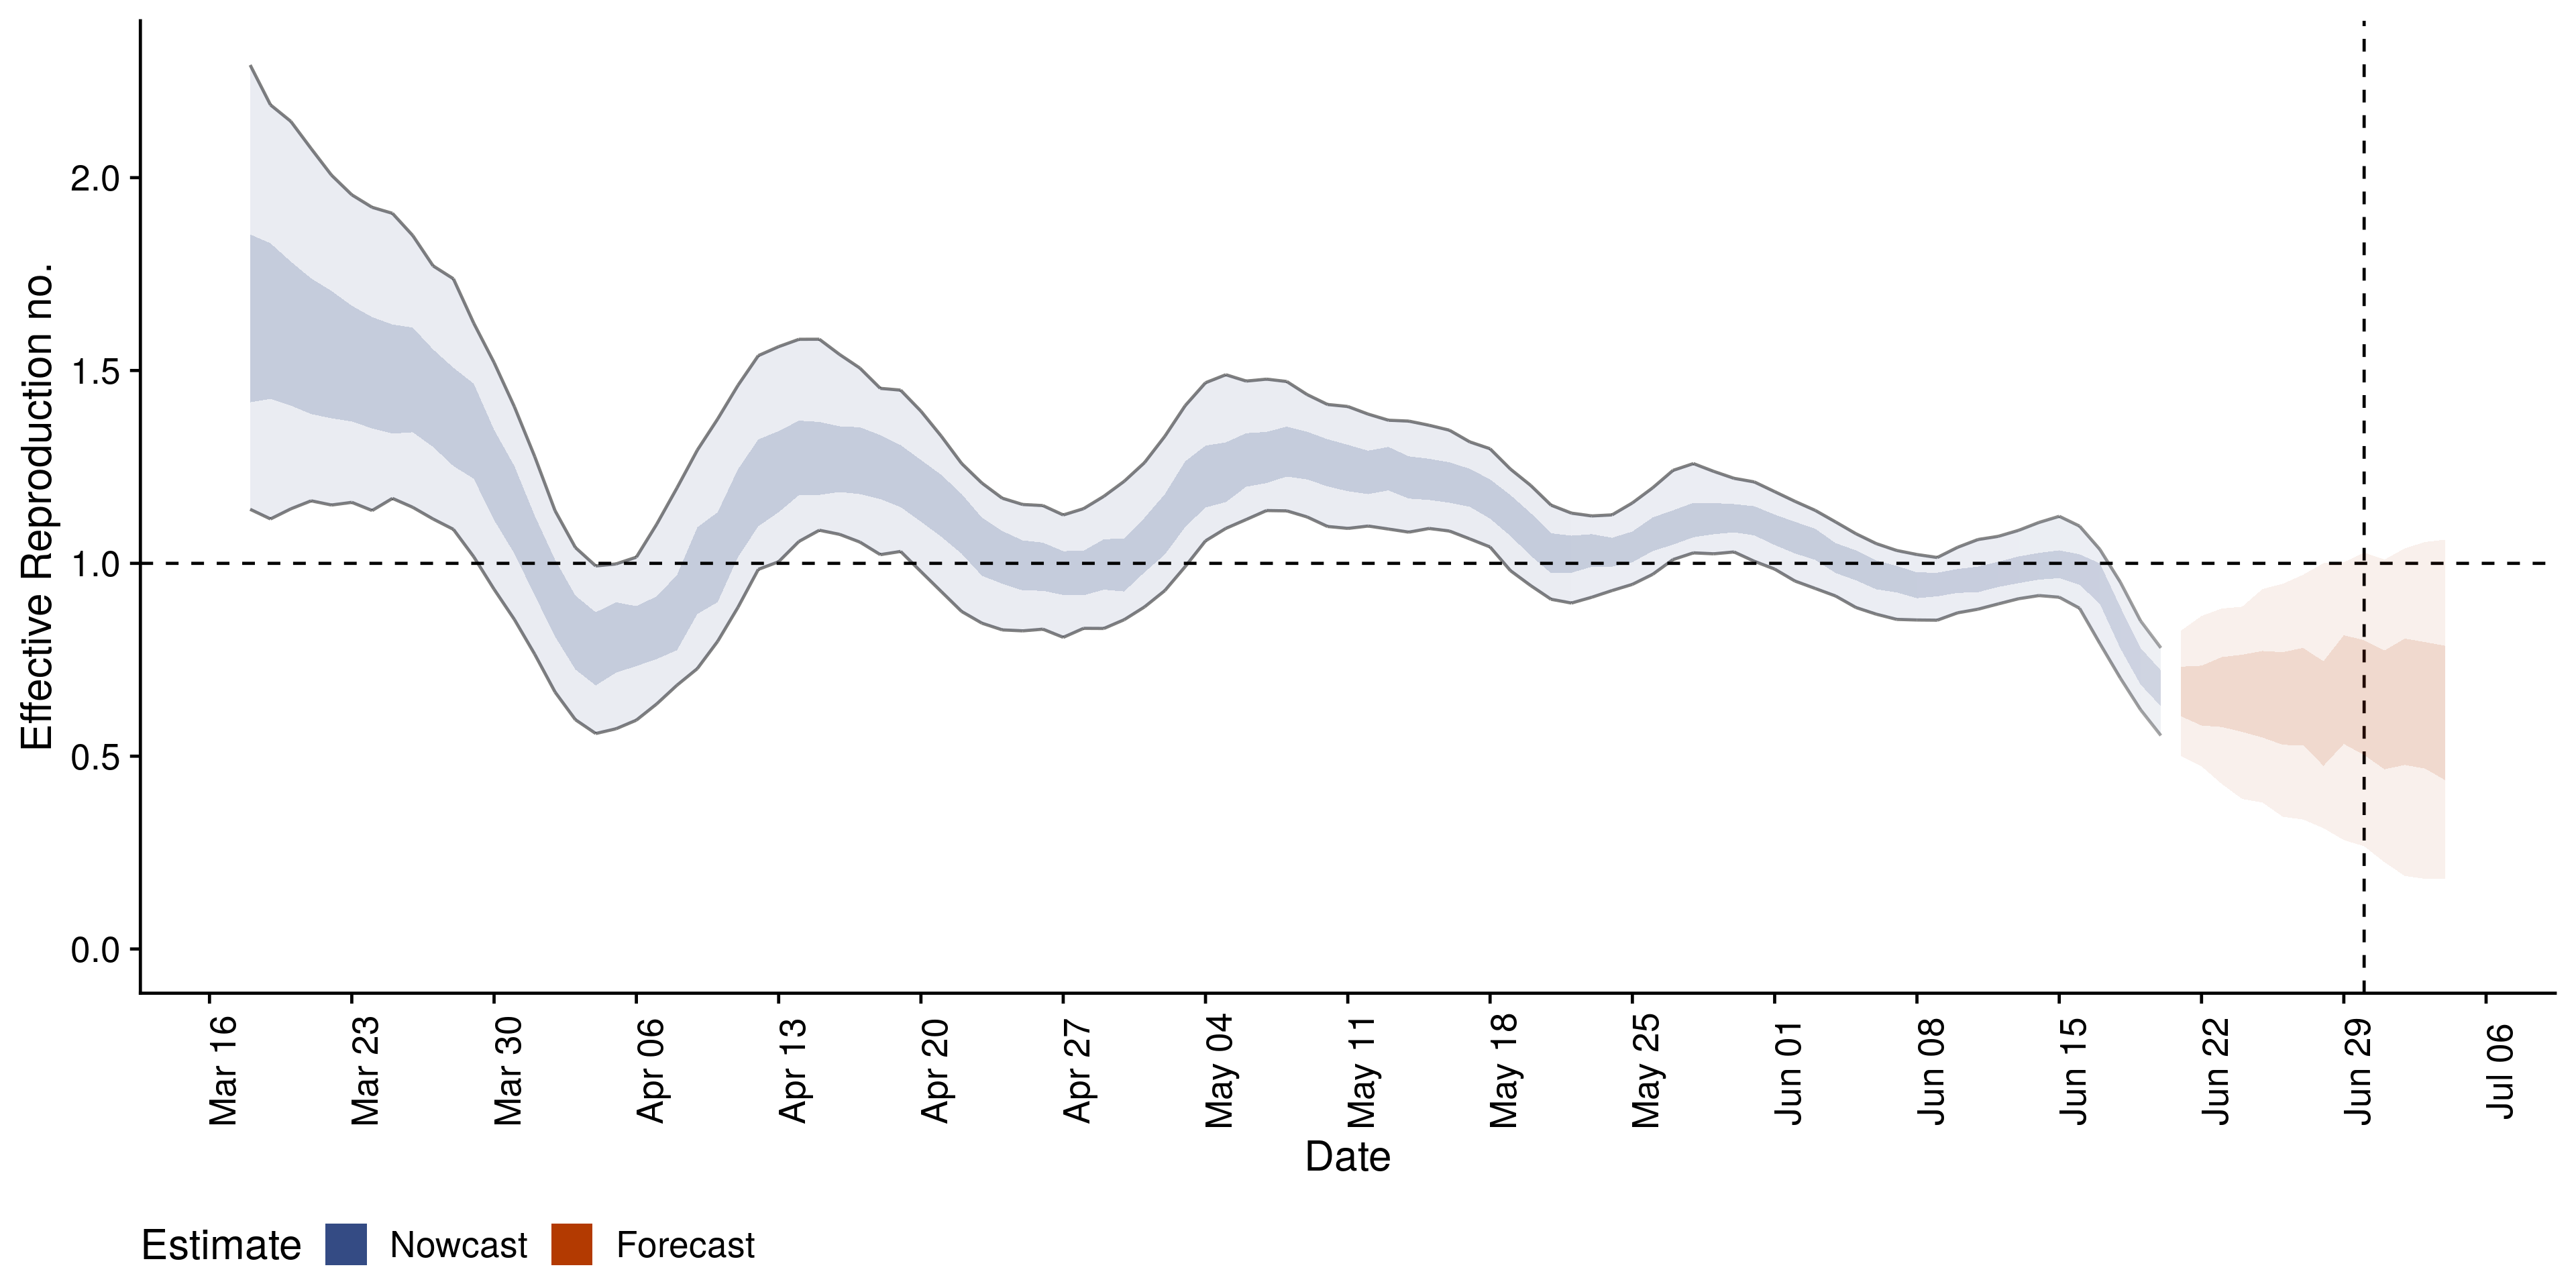 Effective Reproduction no.
2.0
1.5
1.0
0.5
0.0
Mar 16
Mar 23
Mar 30
Apr 06
Apr 13
Apr 20
Apr 27
May 04
May 11
May 18
May 25
Jun 01
Jun 08
Jun 15
Jun 22
Jun 29
Jul 06
Date
Estimate Nowcast Forecast